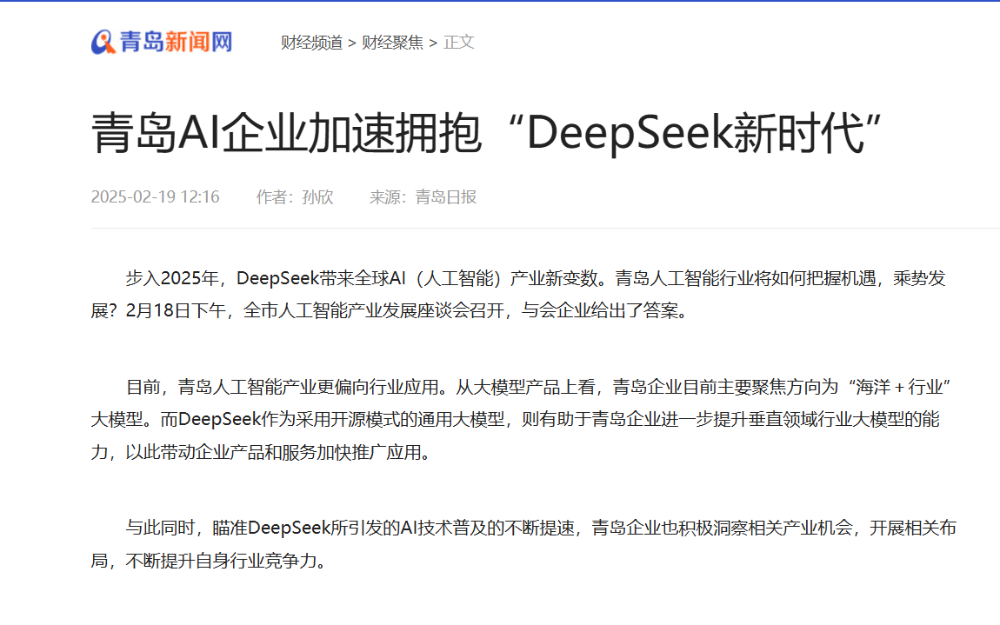 青岛新闻网
财经频道 > 财经聚焦 > 正文
青岛AI企业加速拥抱“DeepSeek新时代”
2025-02-19 12:16 作者：孙欣 来源：青岛日报
步入2025年，DeepSeek带来全球AI（人工智能）产业新变数。青岛人工智能行业将如何把握机遇，乘势发
展？2月18日下午，全市人工智能产业发展座谈会召开，与会企业给出了答案。
目前，青岛人工智能产业更偏向行业应用。从大模型产品上看，青岛企业目前主要聚焦方向为“海洋＋行业”
大模型。而DeepSeek作为采用开源模式的通用大模型，则有助于青岛企业进一步提升垂直领域行业大模型的能
力，以此带动企业产品和服务加快推广应用。
与此同时，瞄准DeepSeek所引发的AI技术普及的不断提速，青岛企业也积极洞察相关产业机会，开展相关布
局，不断提升自身行业竞争力。